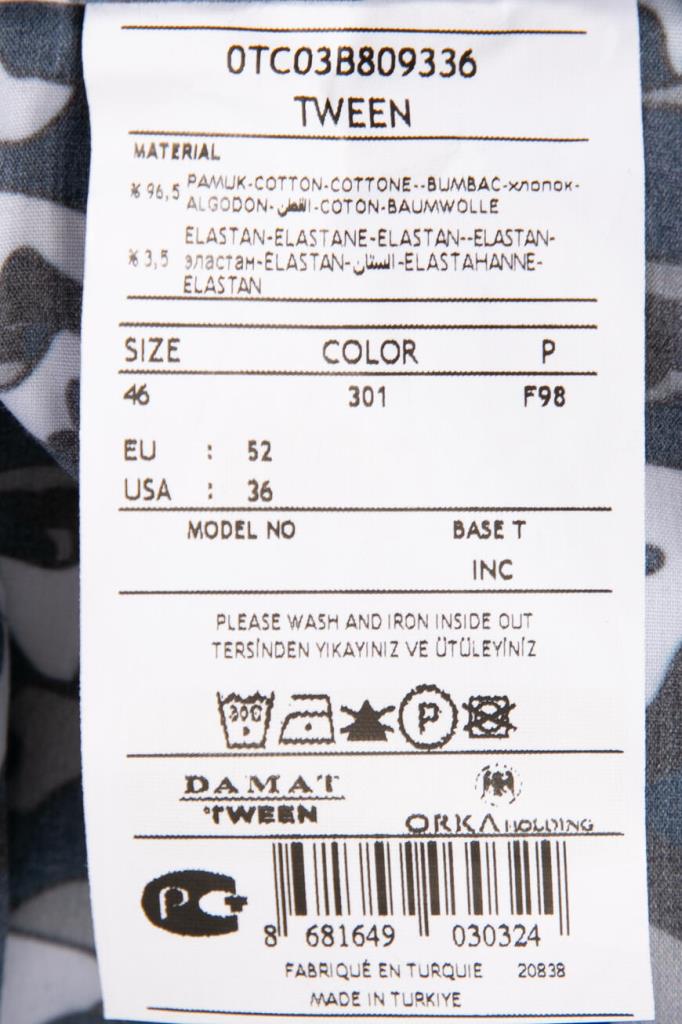 0TC03B809336
TWEEN
MATERIAL
% 96,5 PAMUK-COTTON-COTTONE--BUMBAC-хлопок-
ALGODON-القطن-COTON-BAUMWOLLE
ELASTAN-ELASTANE-ELASTAN--ELASTAN-
% 3,5 эластан-ELASTAN-الستان-ELASTAHANNE-
ELASTAN
SIZE COLOR P
46 301 F98
EU : 52
USA : 36
MODEL NO BASE T
INC
PLEASE WASH AND IRON INSIDE OUT
TERSİNDEN YIKAYINIZ VE ÜTÜLEYİNİZ
30C P
DAMAT ORKA HOLDING
TWEEN
PC
8 681649 030324
FABRIQUÉ EN TURQUIE 20838
MADE IN TURKIYE